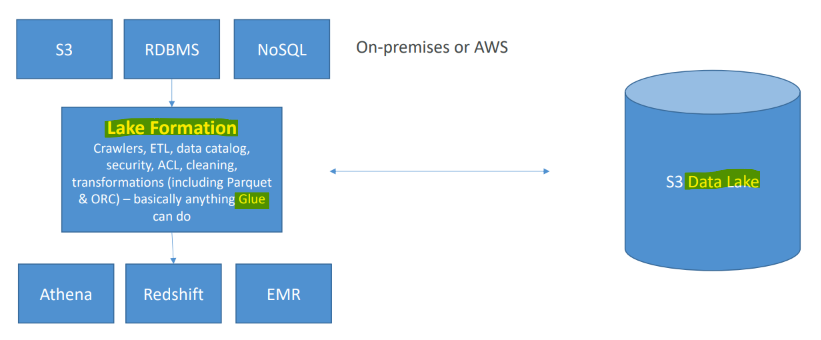 S3
RDBMS
NoSQL
On-premises or AWS
Lake Formation
Crawlers, ETL, data catalog,
security, ACL, cleaning,
transformations (including Parquet
& ORC) – basically anything Glue
can do
S3 Data Lake
Athena
Redshift
EMR